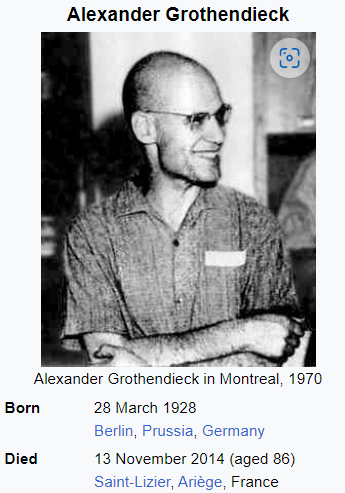 Alexander Grothendieck
Alexander Grothendieck in Montreal, 1970
Born 28 March 1928
Berlin, Prussia, Germany
Died 13 November 2014 (aged 86)
Saint-Lizier, Ariège, France